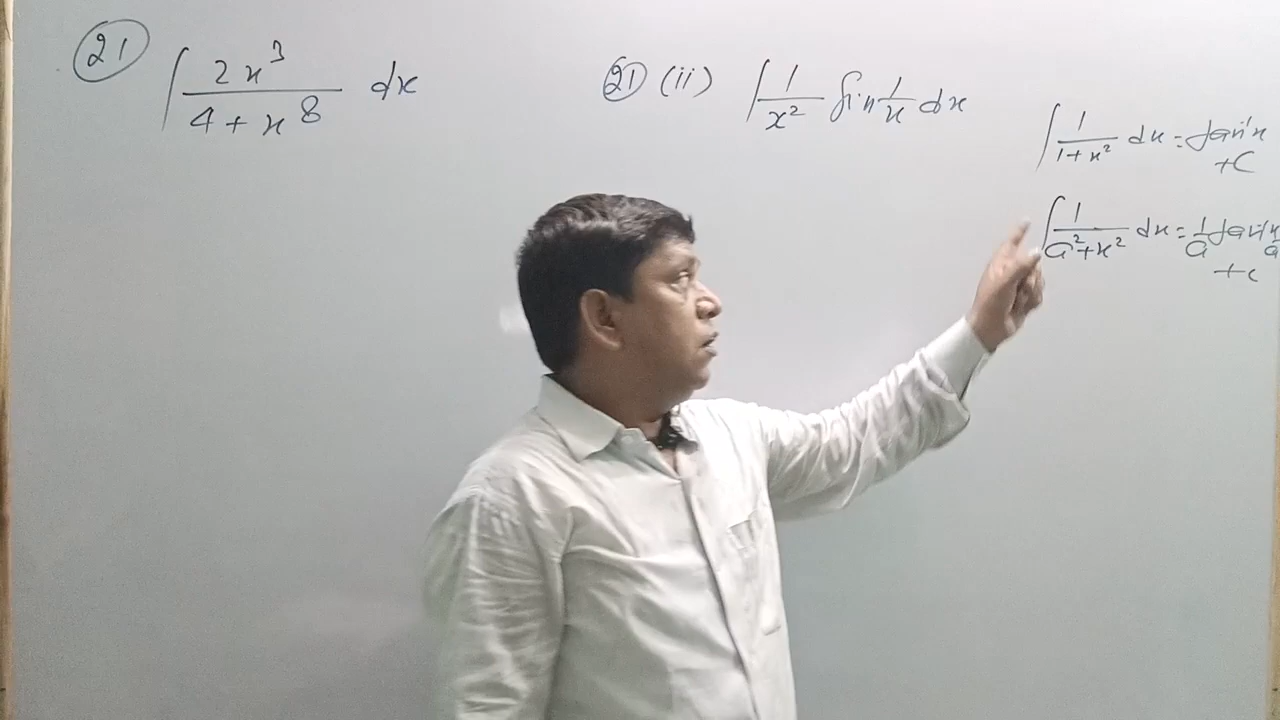 21 ∫ 2x³ / (4 + x⁸) dx
21 (ii) ∫ 1/x² sin 1/x dx
∫ 1/(1+x²) dx = tan⁻¹x
+C
∫ 1/(a²+x²) dx = 1/a tan⁻¹ x/a
+c